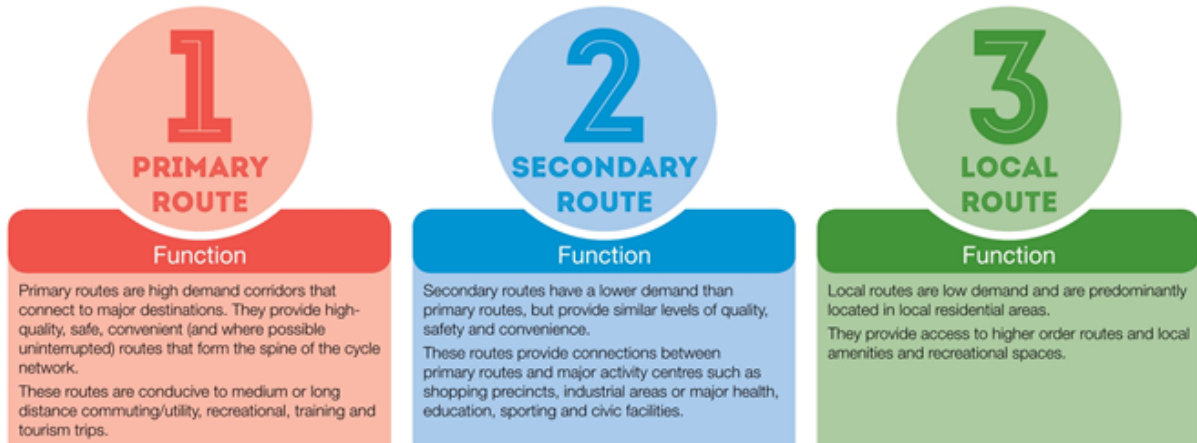 1
PRIMARY
ROUTE
Function
Primary routes are high demand corridors that
connect to major destinations. They provide high-
quality, safe, convenient (and where possible
uninterrupted) routes that form the spine of the cycle
network.
These routes are conducive to medium or long
distance commuting/utility, recreational, training and
tourism trips.
2
SECONDARY
ROUTE
Function
Secondary routes have a lower demand than
primary routes, but provide similar levels of quality,
safety and convenience.
These routes provide connections between
primary routes and major activity centres such as
shopping precincts, industrial areas or major health,
education, sporting and civic facilities.
3
LOCAL
ROUTE
Function
Local routes are low demand and are predominantly
located in local residential areas.
They provide access to higher order routes and local
amenities and recreational spaces.